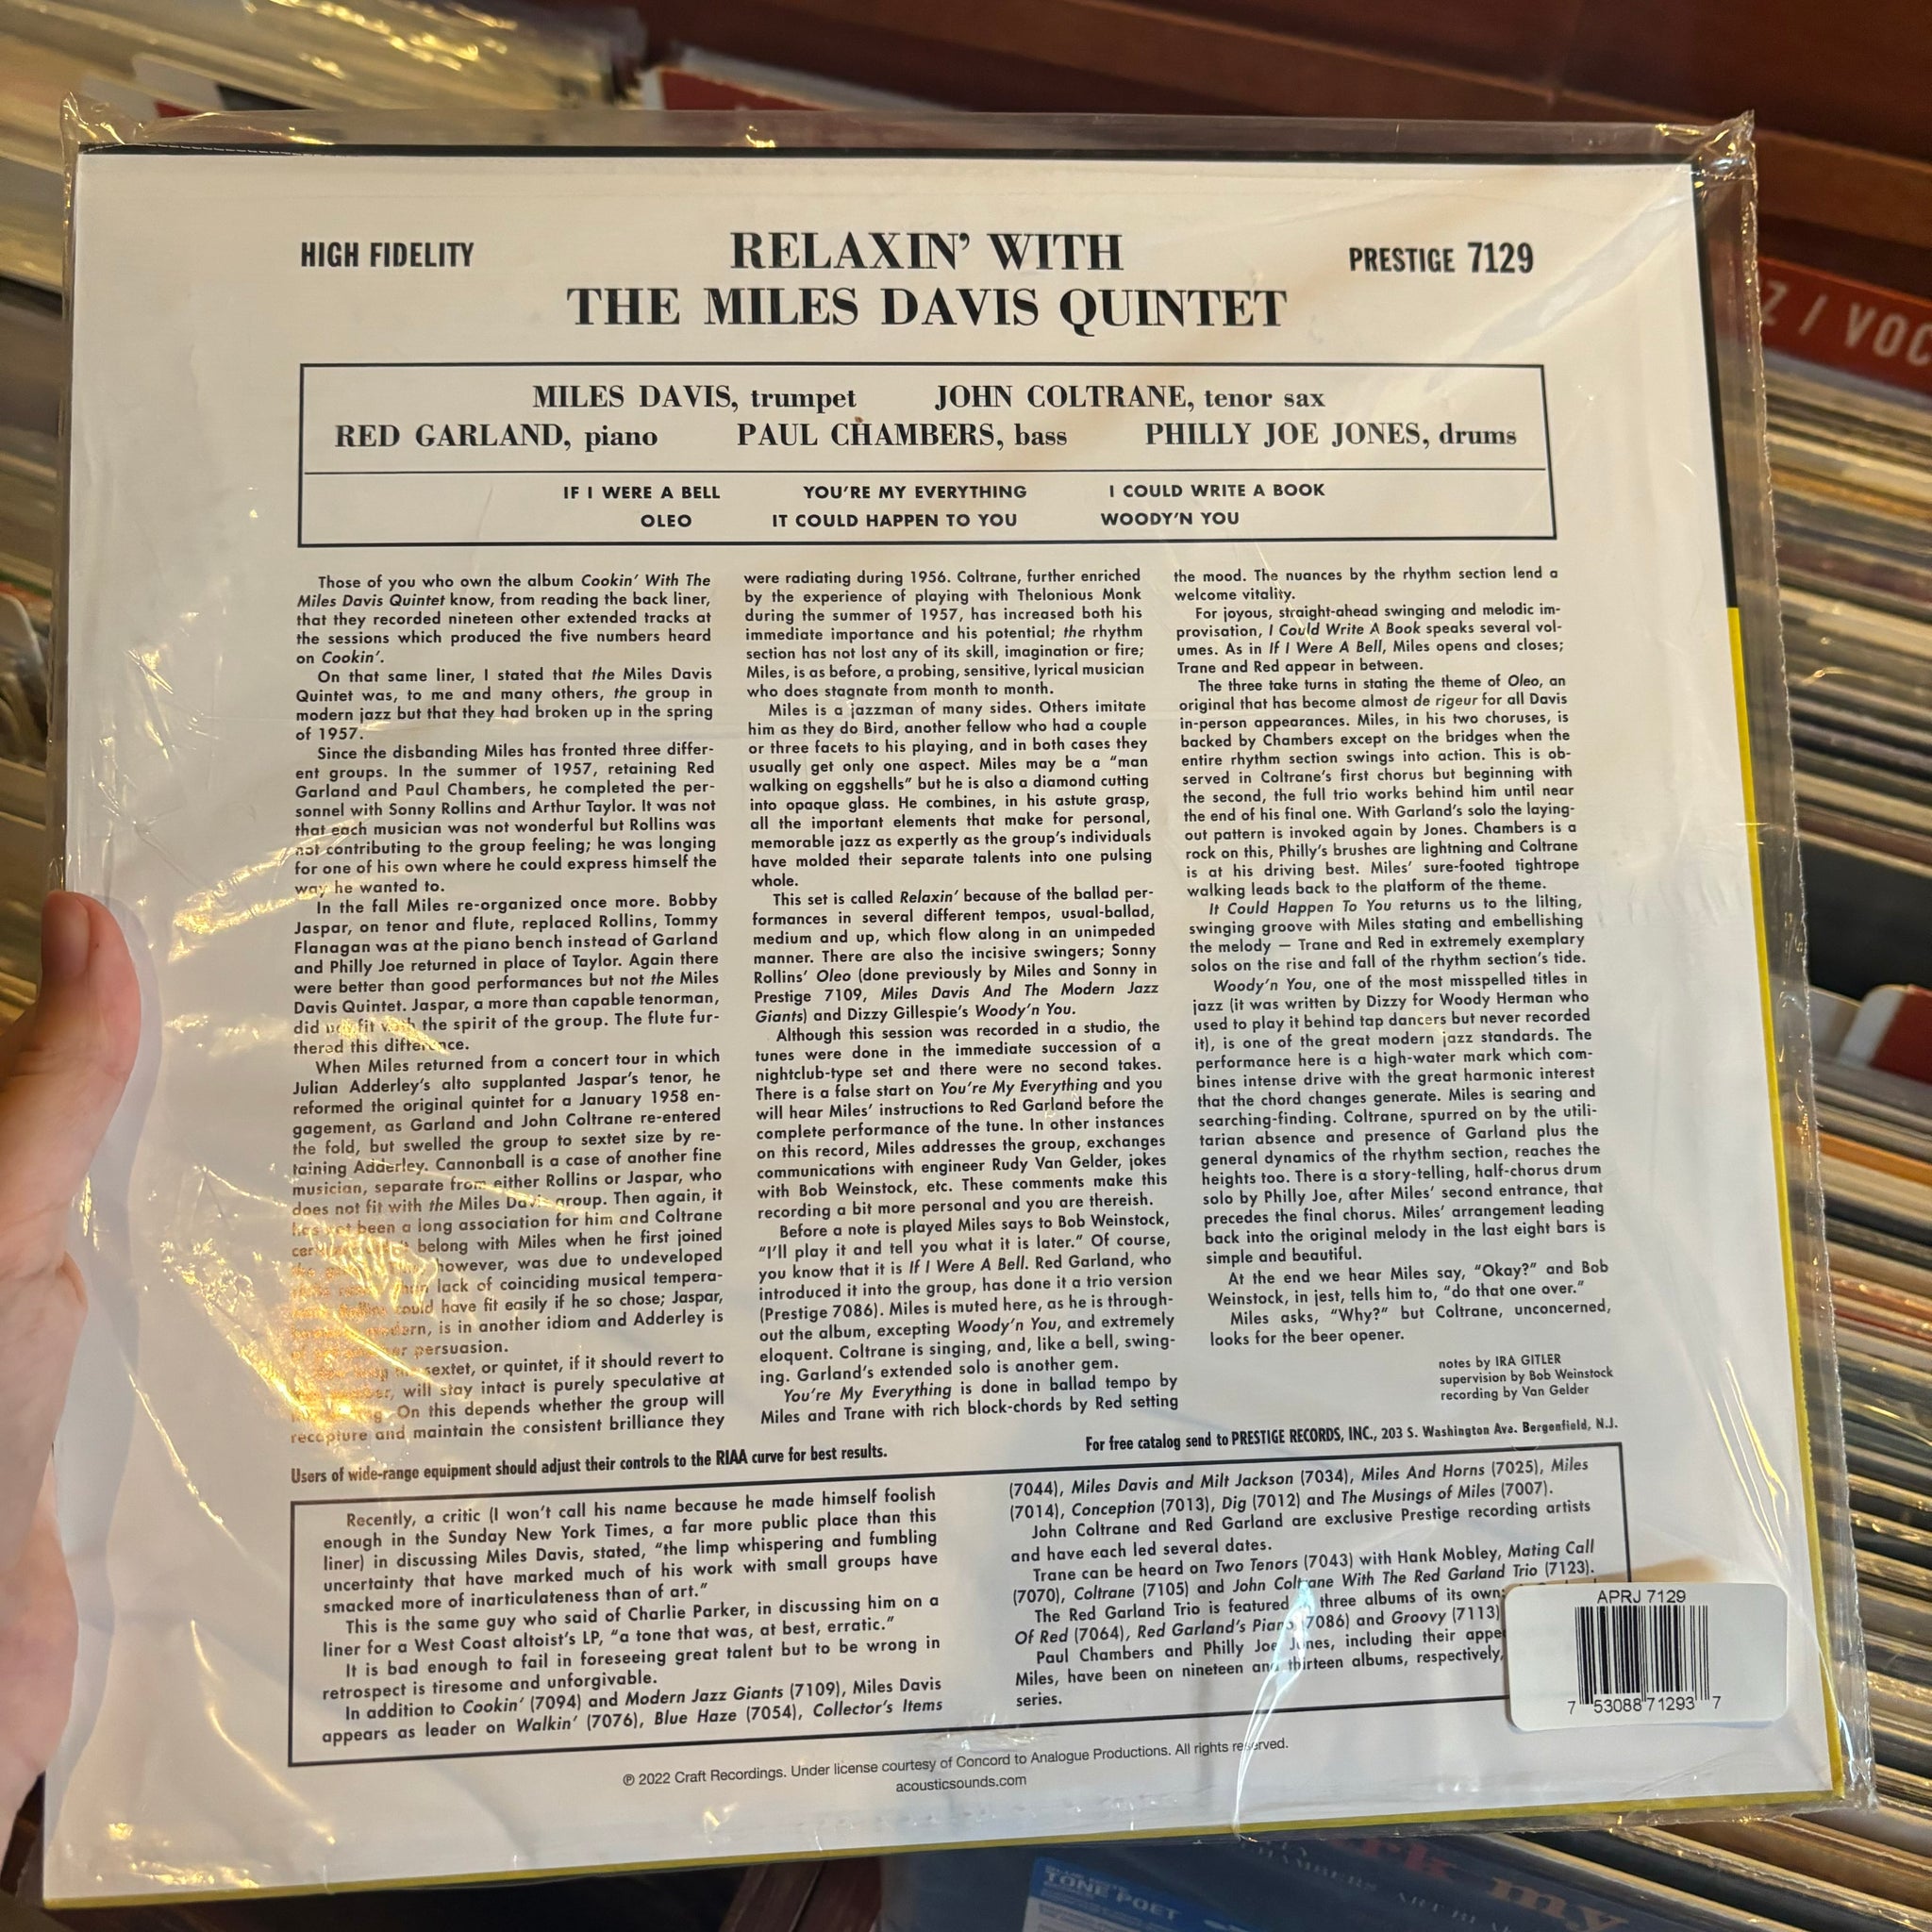 HIGH FIDELITY
RELAXIN' WITH
THE MILES DAVIS QUINTET
PRESTIGE 7129
MILES DAVIS, trumpet JOHN COLTRANE, tenor sax
RED GARLAND, piano PAUL CHAMBERS, bass PHILLY JOE JONES, drums
IF I WERE A BELL YOU'RE MY EVERYTHING I COULD WRITE A BOOK
OLEO IT COULD HAPPEN TO YOU WOODY'N YOU
Those of you who own the album Cookin' With The
Miles Davis Quintet know, from reading the back liner,
that they recorded nineteen other extended tracks at
the sessions which produced the five numbers heard
on Cookin'.
On that same liner, I stated that the Miles Davis
Quintet was, to me and many others, the group in
modern jazz but that they had broken up in the spring
of 1957.
Since the disbanding Miles has fronted three differ-
ent groups. In the summer of 1957, retaining Red
Garland and Paul Chambers, he completed the per-
sonnel with Sonny Rollins and Arthur Taylor. It was not
that each musician was not wonderful but Rollins was
not contributing to the group feeling; he was longing
for one of his own where he could express himself the
way he wanted to.
In the fall Miles re-organized once more. Bobby
Jaspar, on tenor and flute, replaced Rollins, Tommy
Flanagan was at the piano bench instead of Garland
and Philly Joe returned in place of Taylor. Again there
were better than good performances but not the Miles
Davis Quintet. Jaspar, a more than capable tenorman,
did not fit with the spirit of the group. The flute fur-
thered this difference.
When Miles returned from a concert tour in which
Julian Adderley's alto supplanted Jaspar's tenor, he
reformed the original quintet for a January 1958 en-
gagement, as Garland and John Coltrane re-entered
the fold, but swelled the group to sextet size by re-
taining Adderley. Cannonball is a case of another fine
musician, separate from either Rollins or Jaspar, who
does not fit with the Miles Davis group. Then again, it
has not been a long association for him and Coltrane
belong with Miles when he first joined
however, was due to undeveloped
lack of coinciding musical tempera-
could have fit easily if he so chose; Jaspar,
modern, is in another idiom and Adderley is
persuasion.
sextet, or quintet, if it should revert to
will stay intact is purely speculative at
On this depends whether the group will
recapture and maintain the consistent brilliance they
were radiating during 1956. Coltrane, further enriched
by the experience of playing with Thelonious Monk
during the summer of 1957, has increased both his
immediate importance and his potential; the rhythm
section has not lost any of its skill, imagination or fire;
Miles, is as before, a probing, sensitive, lyrical musician
who does stagnate from month to month.
Miles is a jazzman of many sides. Others imitate
him as they do Bird, another fellow who had a couple
or three facets to his playing, and in both cases they
usually get only one aspect. Miles may be a "man
walking on eggshells" but he is also a diamond cutting
into opaque glass. He combines, in his astute grasp,
all the important elements that make for personal,
memorable jazz as expertly as the group's individuals
have molded their separate talents into one pulsing
whole.
This set is called Relaxin' because of the ballad per-
formances in several different tempos, usual-ballad,
medium and up, which flow along in an unimpeded
manner. There are also the incisive swingers; Sonny
Rollins' Oleo (done previously by Miles and Sonny in
Prestige 7109, Miles Davis And The Modern Jazz
Giants) and Dizzy Gillespie's Woody'n You.
Although this session was recorded in a studio, the
tunes were done in the immediate succession of a
nightclub-type set and there were no second takes.
There is a false start on You're My Everything and you
will hear Miles' instructions to Red Garland before the
complete performance of the tune. In other instances
on this record, Miles addresses the group, exchanges
communications with engineer Rudy Van Gelder, jokes
with Bob Weinstock, etc. These comments make this
recording a bit more personal and you are thereish.
Before a note is played Miles says to Bob Weinstock,
"I'll play it and tell you what it is later." Of course,
you know that it is If I Were A Bell. Red Garland, who
introduced it into the group, has done it a trio version
(Prestige 7086). Miles is muted here, as he is through-
out the album, excepting Woody'n You, and extremely
eloquent. Coltrane is singing, and, like a bell, swing-
ing. Garland's extended solo is another gem.
You're My Everything is done in ballad tempo by
Miles and Trane with rich block-chords by Red setting
the mood. The nuances by the rhythm section lend a
welcome vitality.
For joyous, straight-ahead swinging and melodic im-
provisation, I Could Write A Book speaks several vol-
umes. As in If I Were A Bell, Miles opens and closes;
Trane and Red appear in between.
The three take turns in stating the theme of Oleo, an
original that has become almost de rigeur for all Davis
in-person appearances. Miles, in his two choruses, is
backed by Chambers except on the bridges when the
entire rhythm section swings into action. This is ob-
served in Coltrane's first chorus but beginning with
the second, the full trio works behind him until near
the end of his final one. With Garland's solo the laying-
out pattern is invoked again by Jones. Chambers is a
rock on this, Philly's brushes are lightning and Coltrane
is at his driving best. Miles' sure-footed tightrope
walking leads back to the platform of the theme.
It Could Happen To You returns us to the lilting,
swinging groove with Miles stating and embellishing
the melody — Trane and Red in extremely exemplary
solos on the rise and fall of the rhythm section's tide.
Woody'n You, one of the most misspelled titles in
jazz (it was written by Dizzy for Woody Herman who
used to play it behind tap dancers but never recorded
it), is one of the great modern jazz standards. The
performance here is a high-water mark which com-
bines intense drive with the great harmonic interest
that the chord changes generate. Miles is searing and
searching-finding. Coltrane, spurred on by the utili-
tarian absence and presence of Garland plus the
general dynamics of the rhythm section, reaches the
heights too. There is a story-telling, half-chorus drum
solo by Philly Joe, after Miles' second entrance, that
precedes the final chorus. Miles' arrangement leading
back into the original melody in the last eight bars is
simple and beautiful.
At the end we hear Miles say, "Okay?" and Bob
Weinstock, in jest, tells him to, "do that one over."
Miles asks, "Why?" but Coltrane, unconcerned,
looks for the beer opener.
notes by IRA GITLER
supervision by Bob Weinstock
recording by Van Gelder
Users of wide-range equipment should adjust their controls to the RIAA curve for best results.
For free catalog send to PRESTIGE RECORDS, INC., 203 S. Washington Ave. Bergenfield, N.J.
Recently, a critic (I won't call his name because he made himself foolish
enough in the Sunday New York Times, a far more public place than this
liner) in discussing Miles Davis, stated, "the limp whispering and fumbling
uncertainty that have marked much of his work with small groups have
smacked more of inarticulateness than of art."
This is the same guy who said of Charlie Parker, in discussing him on a
liner for a West Coast altoist's LP, "a tone that was, at best, erratic."
It is bad enough to fail in foreseeing great talent but to be wrong in
retrospect is tiresome and unforgivable.
In addition to Cookin' (7094) and Modern Jazz Giants (7109), Miles Davis
appears as leader on Walkin' (7076), Blue Haze (7054), Collector's Items
(7044), Miles Davis and Milt Jackson (7034), Miles And Horns (7025), Miles
(7014), Conception (7013), Dig (7012) and The Musings of Miles (7007).
John Coltrane and Red Garland are exclusive Prestige recording artists
and have each led several dates.
Trane can be heard on Two Tenors (7043) with Hank Mobley, Mating Call
(7070), Coltrane (7105) and John Coltrane With The Red Garland Trio (7123).
The Red Garland Trio is featured three albums of its own:
Of Red (7064), Red Garland's Piano (7086) and Groovy (7113)
Paul Chambers and Philly Joe Jones, including their
Miles, have been on nineteen and thirteen albums, respectively,
series.
APRJ 7129
7 53088 71293 7
℗ 2022 Craft Recordings. Under license courtesy of Concord to Analogue Productions. All rights reserved.
acousticsounds.com
Z / VOC
TONE POET